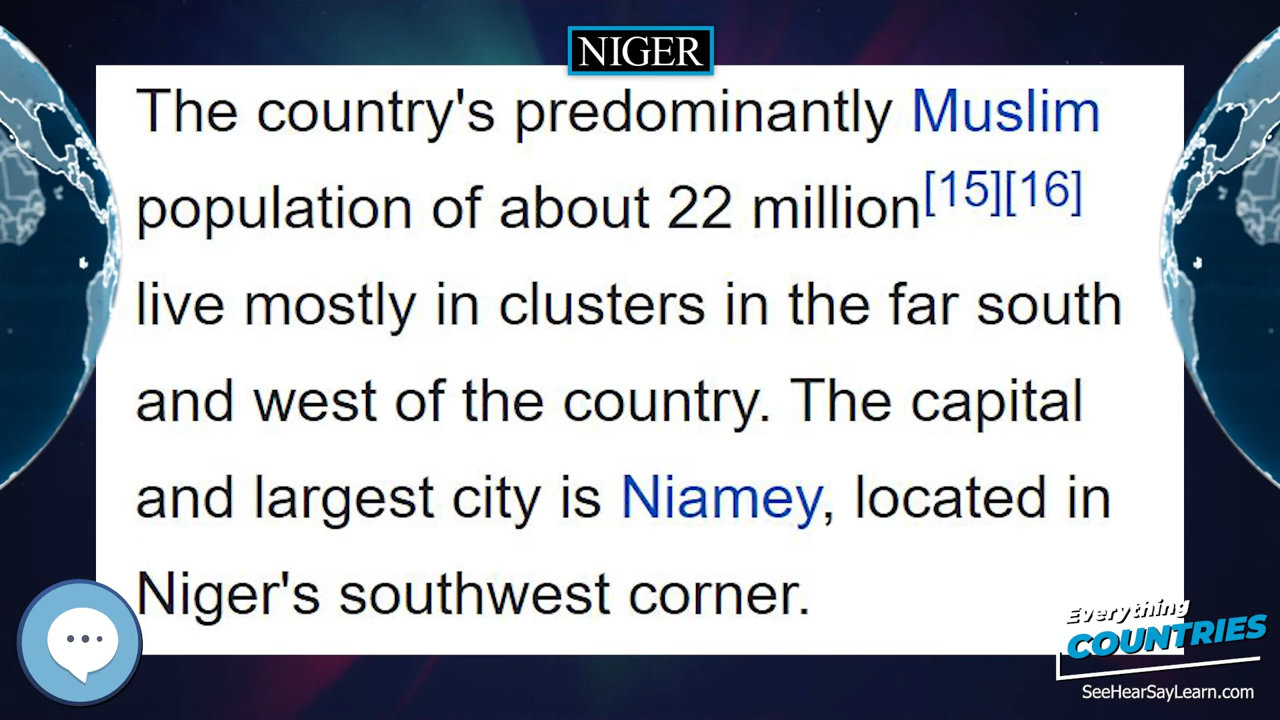 NIGER
The country's predominantly Muslim
population of about 22 million[15][16]
live mostly in clusters in the far south
and west of the country. The capital
and largest city is Niamey, located in
Niger's southwest corner.
Everything
COUNTRIES
SeeHearSayLearn.com